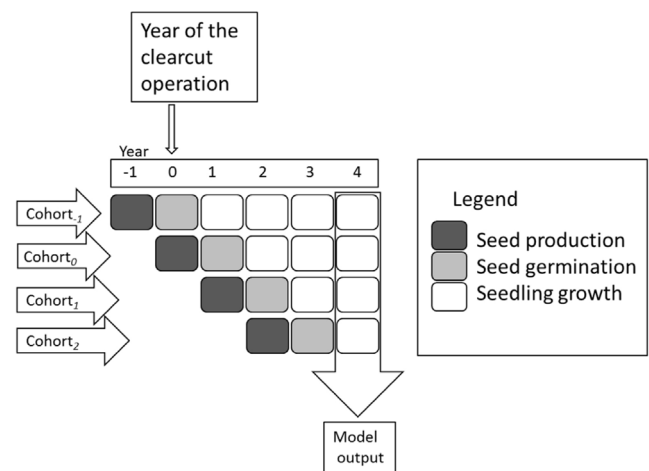 Year of the
clearcut
operation
Year
-1 0 1 2 3 4
Cohort-1
Cohort0
Cohort1
Cohort2
Legend
Seed production
Seed germination
Seedling growth
Model
output